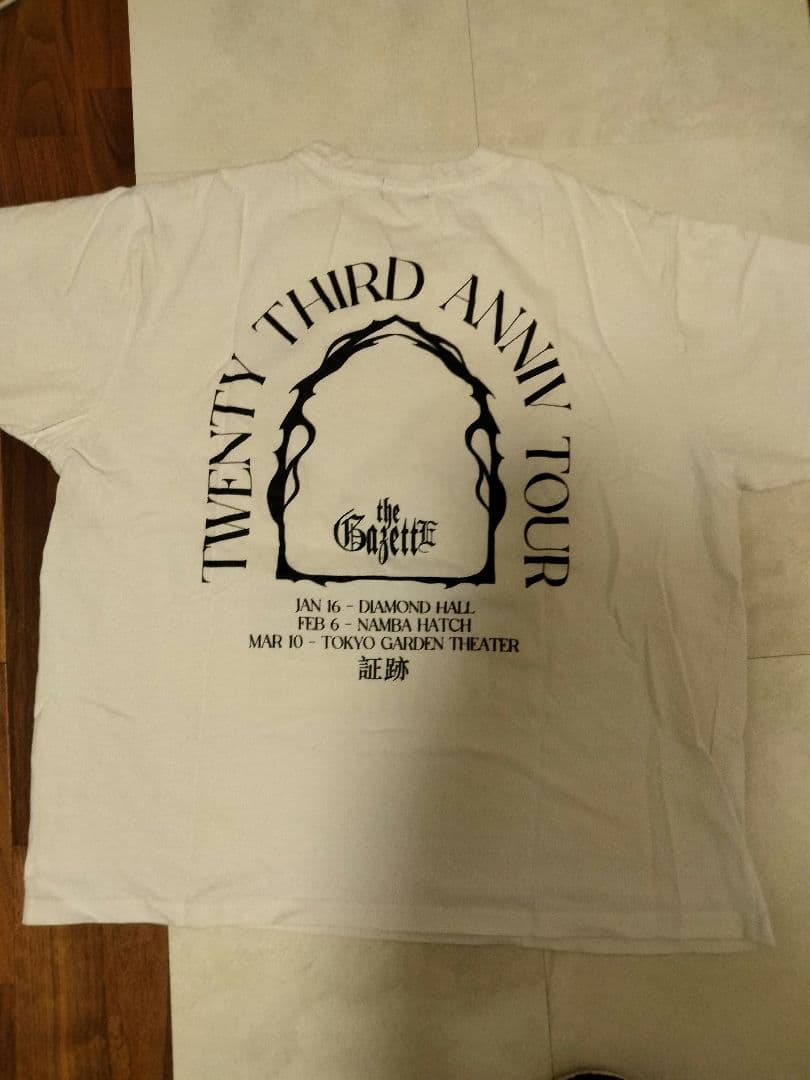 TWENTY THIRD ANNIV TOUR
the
GazettE
JAN 16 - DIAMOND HALL
FEB 6 - NAMBA HATCH
MAR 10 - TOKYO GARDEN THEATER
証跡